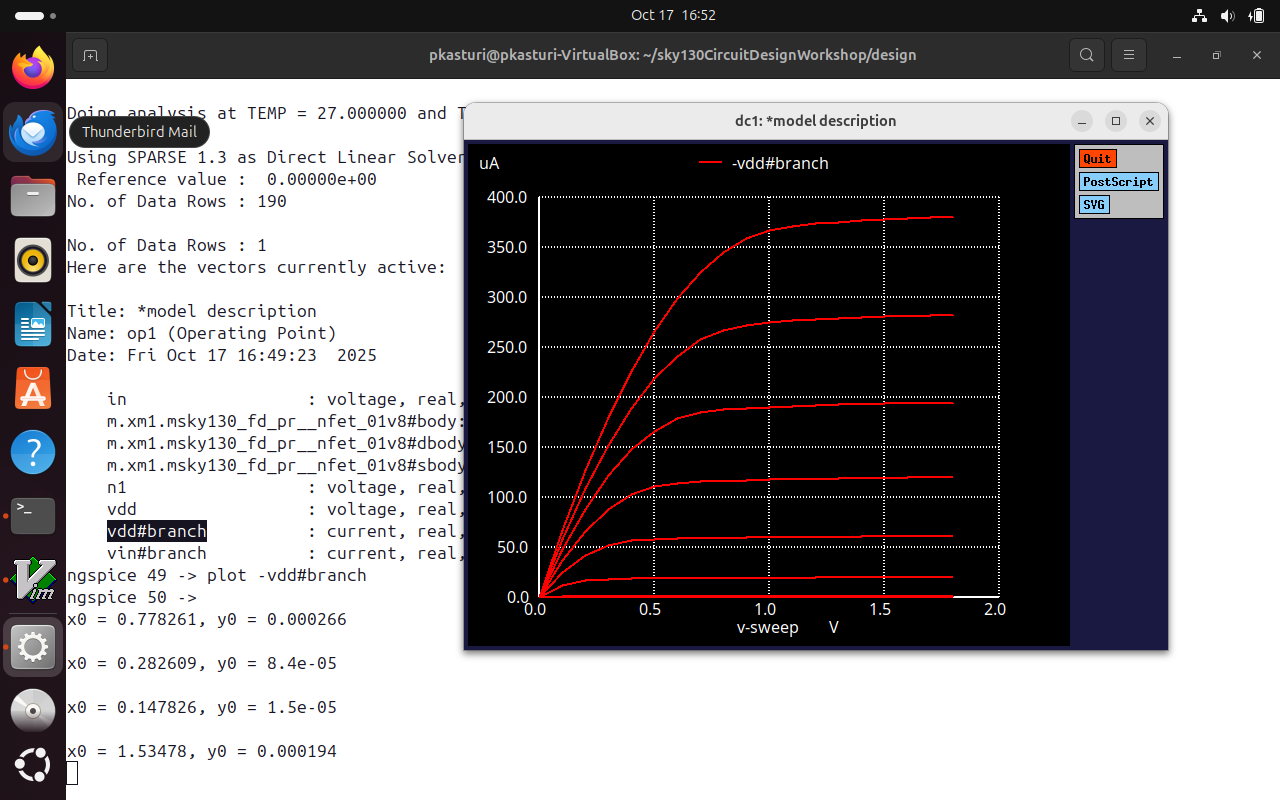 Oct 17 16:52
pkasturi@pkasturi-VirtualBox: ~/sky130CircuitDesignWorkshop/design
Doing analysis at TEMP = 27.000000 and T
Thunderbird Mail
Using SPARSE 1.3 as Direct Linear Solver
Reference value : 0.00000e+00
No. of Data Rows : 190
No. of Data Rows : 1
Here are the vectors currently active:
Title: *model description
Name: op1 (Operating Point)
Date: Fri Oct 17 16:49:23 2025
in : voltage, real,
m.xm1.msky130_fd_pr__nfet_01v8#body:
m.xm1.msky130_fd_pr__nfet_01v8#dbody
m.xm1.msky130_fd_pr__nfet_01v8#sbody
n1 : voltage, real,
vdd : voltage, real,
vdd#branch : current, real,
vin#branch : current, real,
ngspice 49 -> plot -vdd#branch
ngspice 50 ->
x0 = 0.778261, y0 = 0.000266
x0 = 0.282609, y0 = 8.4e-05
x0 = 0.147826, y0 = 1.5e-05
x0 = 1.53478, y0 = 0.000194
dc1: *model description
uA
-vdd#branch
Quit
PostScript
SVG
400.0
350.0
300.0
250.0
200.0
150.0
100.0
50.0
0.0
0.0 0.5 1.0 1.5 2.0
v-sweep V
>_
?
Vim